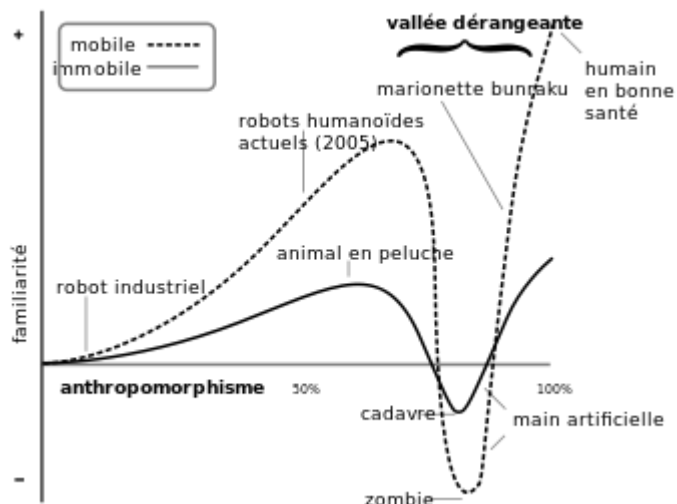 vallée dérangeante
+
mobile
immobile
marionette bunraku
humain
en bonne
santé
robots humanoïdes
actuels (2005)
animal en peluche
robot industriel
familiarité
anthropomorphisme
50%
100%
cadavre
main artificielle
zombie
-